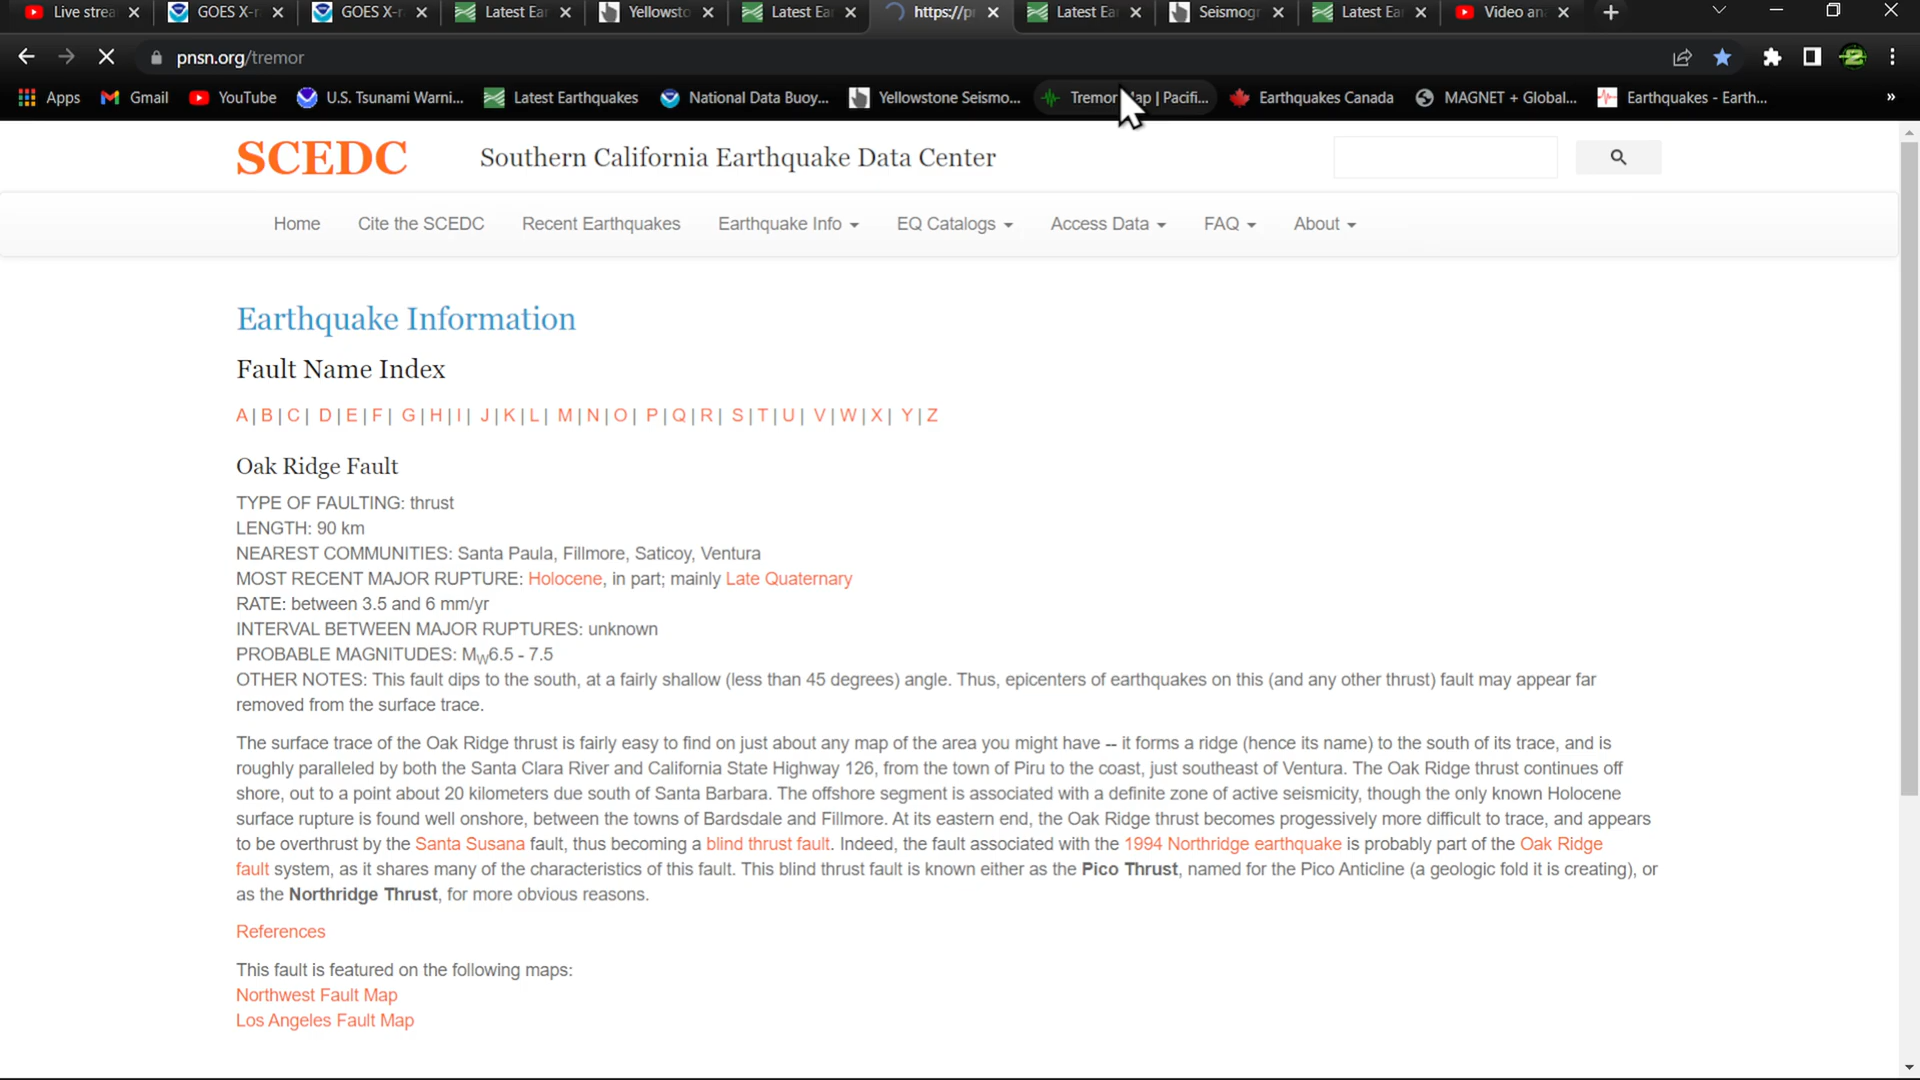 Live strea
GOES X-r
GOES X-r
Latest Ea
Yellowsto
Latest Ea
https://p
Latest Ea
Seismogr
Latest Ea
Video an
pnsn.org/tremor
Apps
Gmail
YouTube
U.S. Tsunami Warni...
Latest Earthquakes
National Data Buoy...
Yellowstone Seismo...
Tremor | Pacifi...
Earthquakes Canada
MAGNET + Global...
Earthquakes - Earth...
»
SCEDC
Southern California Earthquake Data Center
Home
Cite the SCEDC
Recent Earthquakes
Earthquake Info
EQ Catalogs
Access Data
FAQ
About
Earthquake Information
Fault Name Index
A | B | C | D | E | F | G | H | I | J | K | L | M | N | O | P | Q | R | S | T | U | V | W | X | Y | Z
Oak Ridge Fault
TYPE OF FAULTING: thrust
LENGTH: 90 km
NEAREST COMMUNITIES: Santa Paula, Fillmore, Saticoy, Ventura
MOST RECENT MAJOR RUPTURE: Holocene, in part; mainly Late Quaternary
RATE: between 3.5 and 6 mm/yr
INTERVAL BETWEEN MAJOR RUPTURES: unknown
PROBABLE MAGNITUDES: MW6.5 - 7.5
OTHER NOTES: This fault dips to the south, at a fairly shallow (less than 45 degrees) angle. Thus, epicenters of earthquakes on this (and any other thrust) fault may appear far
removed from the surface trace.
The surface trace of the Oak Ridge thrust is fairly easy to find on just about any map of the area you might have -- it forms a ridge (hence its name) to the south of its trace, and is
roughly paralleled by both the Santa Clara River and California State Highway 126, from the town of Piru to the coast, just southeast of Ventura. The Oak Ridge thrust continues off
shore, out to a point about 20 kilometers due south of Santa Barbara. The offshore segment is associated with a definite zone of active seismicity, though the only known Holocene
surface rupture is found well onshore, between the towns of Bardsdale and Fillmore. At its eastern end, the Oak Ridge thrust becomes progessively more difficult to trace, and appears
to be overthrust by the Santa Susana fault, thus becoming a blind thrust fault. Indeed, the fault associated with the 1994 Northridge earthquake is probably part of the Oak Ridge
fault system, as it shares many of the characteristics of this fault. This blind thrust fault is known either as the Pico Thrust, named for the Pico Anticline (a geologic fold it is creating), or
as the Northridge Thrust, for more obvious reasons.
References
This fault is featured on the following maps:
Northwest Fault Map
Los Angeles Fault Map